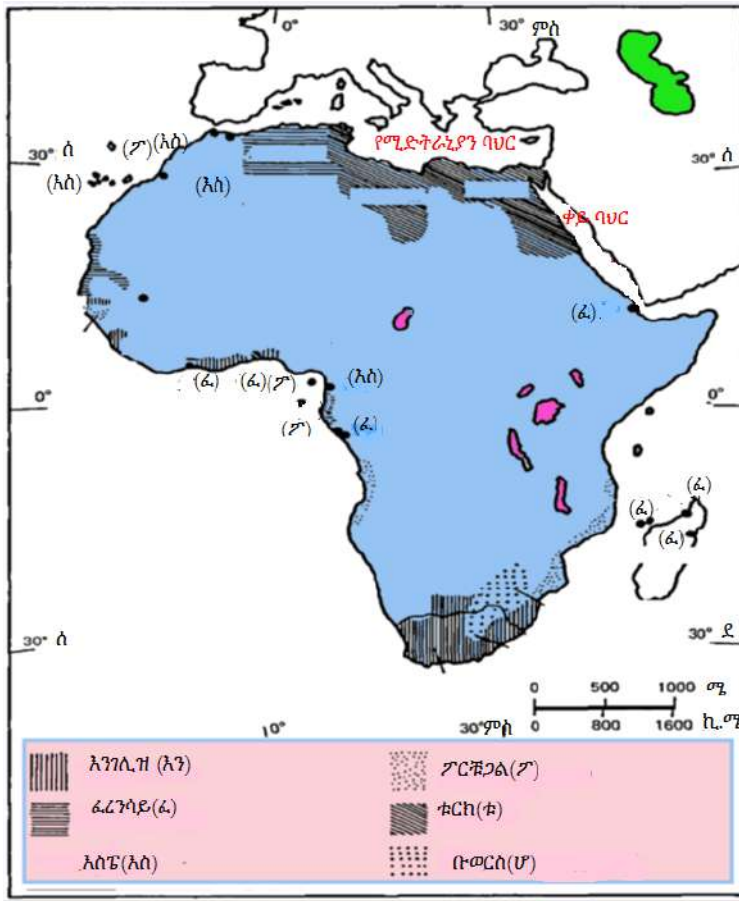 0° 30° ምስ
30° ሰ (ፖ) (እስ) የሚድትራኒያን ባህር 30° ሰ
(እስ) (እስ) ቀይ ባህር
(ፈ)
(ፈ) (ፈ) (ፖ) (እስ)
0° 0°
(ፖ) (ፈ)
(ፈ)
(ፈ)
(ፈ)
30° ሰ 30° ደ
0 500 1000 ሜ
10° 30° ምስ 0 800 1600 ኪ.ሜ
እንገሊዝ (እን) ፖርቹጋል(ፖ)
ፈረንሳይ(ፈ) ቱርክ(ቱ)
እስፔ(እስ) ቡወርስ(ሆ)